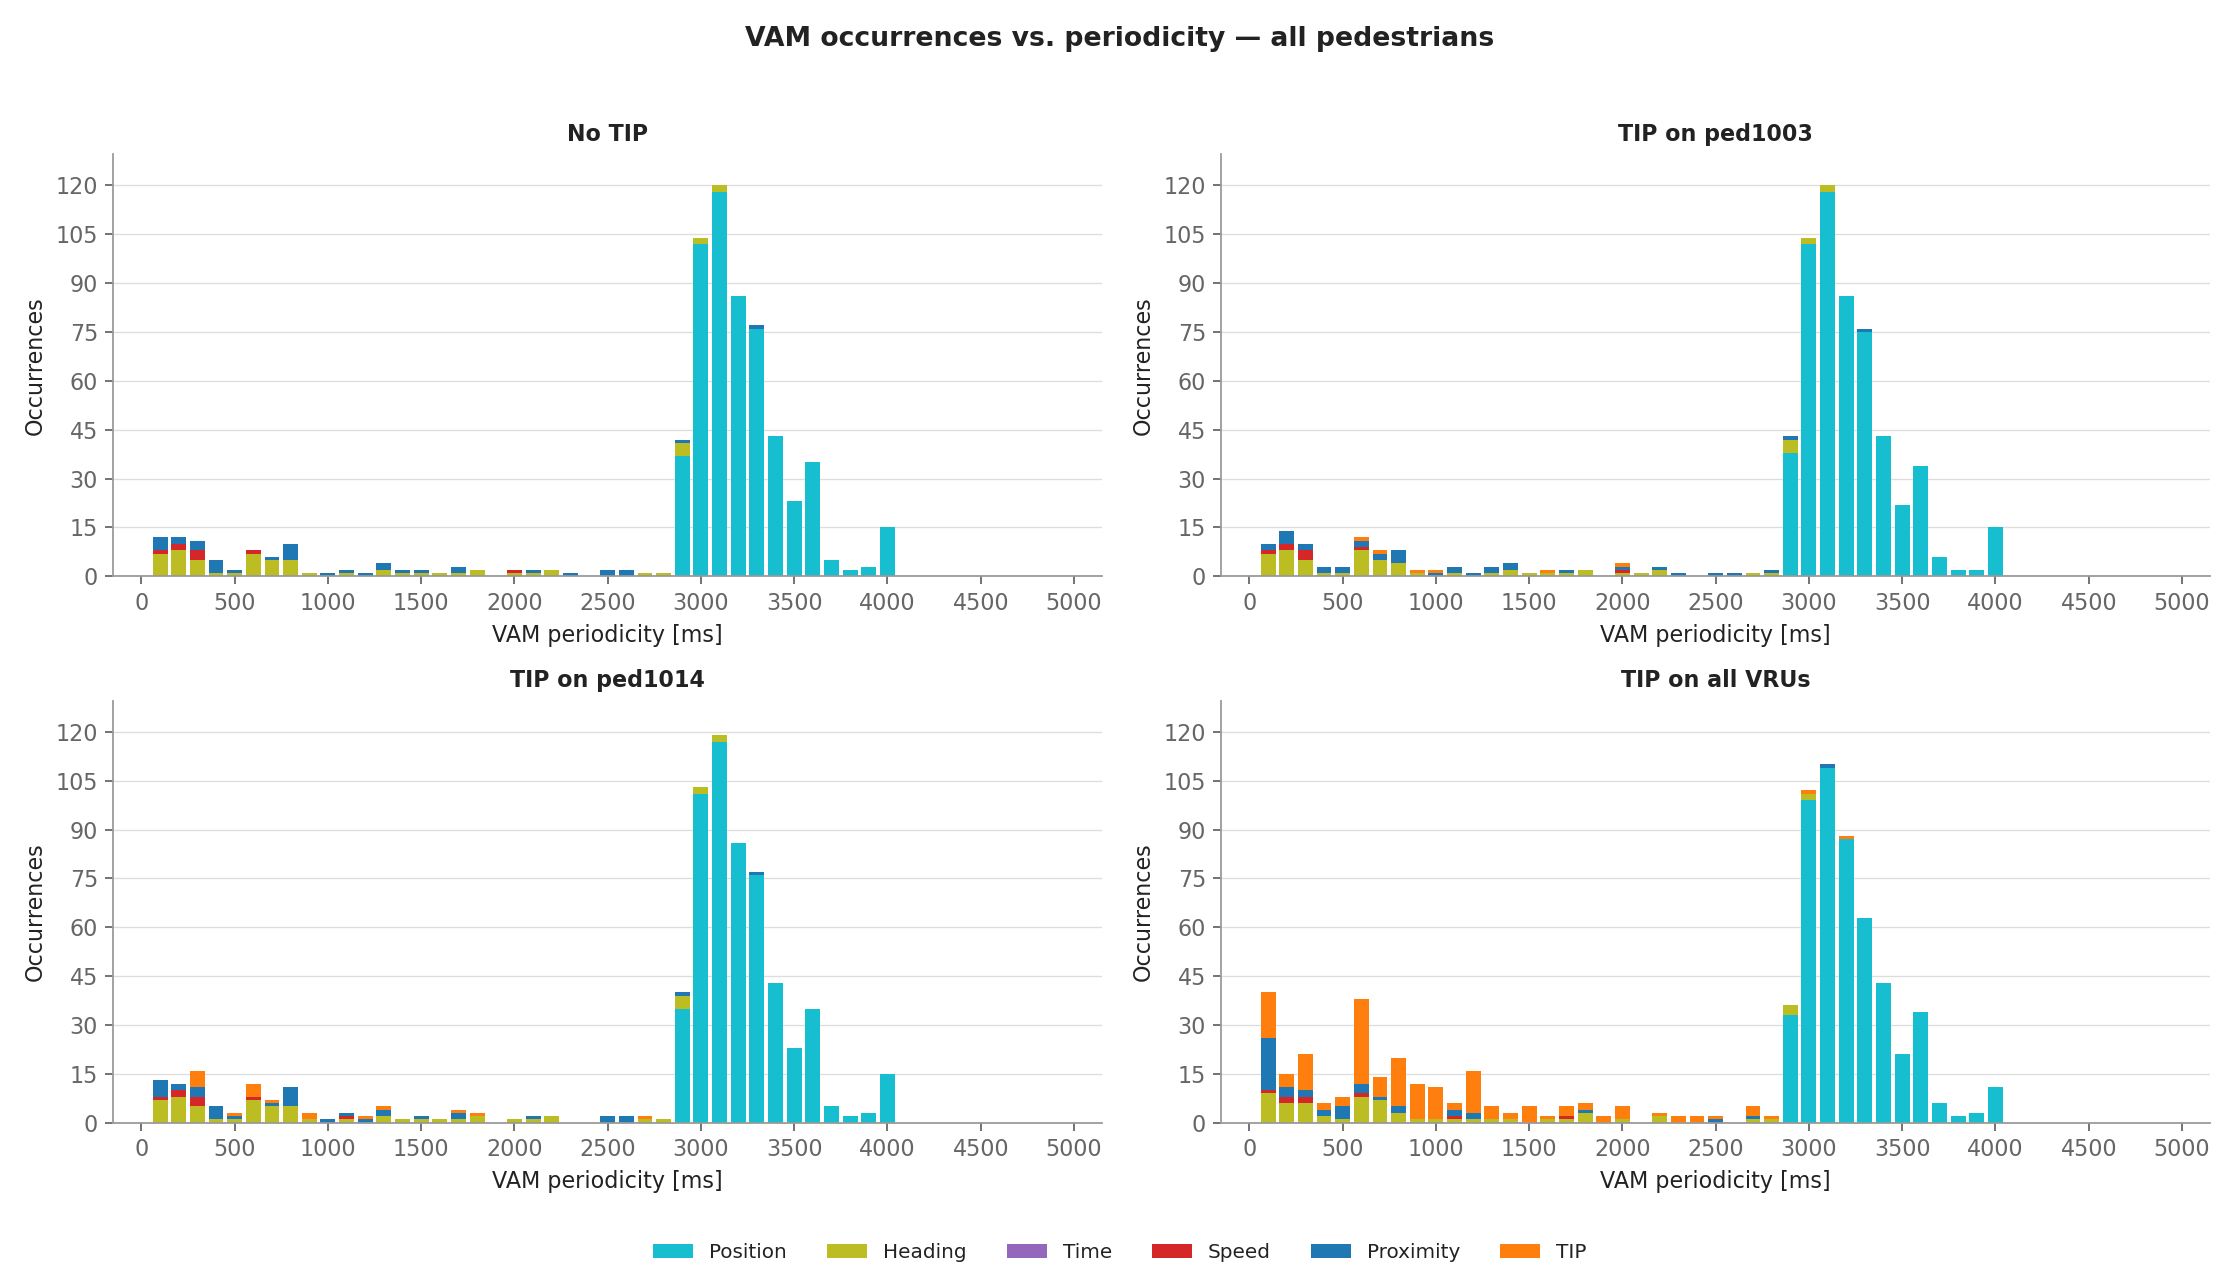 VAM occurrences vs. periodicity — all pedestrians
No TIP
120
105
90
75
60
45
30
15
0
Occurrences
0 500 1000 1500 2000 2500 3000 3500 4000 4500 5000
VAM periodicity [ms]
TIP on ped1003
120
105
90
75
60
45
30
15
0
Occurrences
0 500 1000 1500 2000 2500 3000 3500 4000 4500 5000
VAM periodicity [ms]
TIP on ped1014
120
105
90
75
60
45
30
15
0
Occurrences
0 500 1000 1500 2000 2500 3000 3500 4000 4500 5000
VAM periodicity [ms]
TIP on all VRUs
120
105
90
75
60
45
30
15
0
Occurrences
0 500 1000 1500 2000 2500 3000 3500 4000 4500 5000
VAM periodicity [ms]
Position Heading Time Speed Proximity TIP